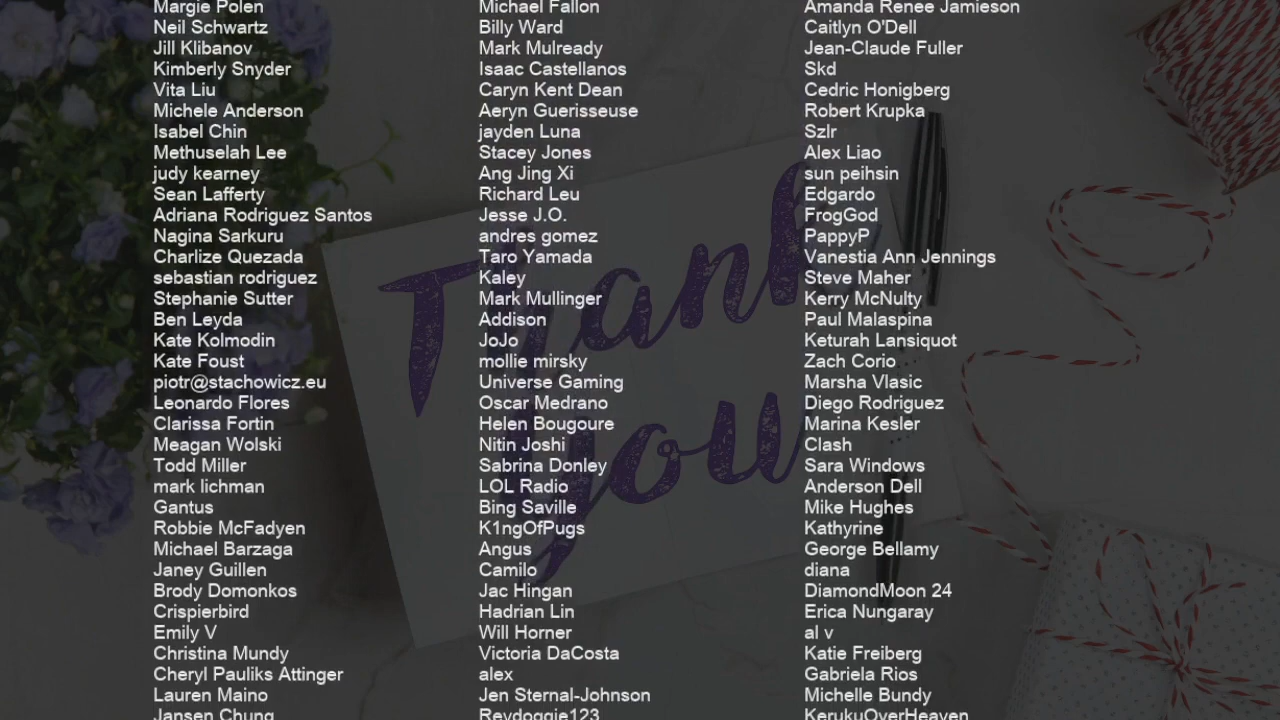 Margie Polen
Neil Schwartz
Jill Klibanov
Kimberly Snyder
Vita Liu
Michele Anderson
Isabel Chin
Methuselah Lee
judy kearney
Sean Lafferty
Adriana Rodriguez Santos
Nagina Sarkuru
Charlize Quezada
sebastian rodriguez
Stephanie Sutter
Ben Leyda
Kate Kolmodin
Kate Foust
piotr@stachowicz.eu
Leonardo Flores
Clarissa Fortin
Meagan Wolski
Todd Miller
mark lichman
Gantus
Robbie McFadyen
Michael Barzaga
Janey Guillen
Brody Domonkos
Crispierbird
Emily V
Christina Mundy
Cheryl Pauliks Attinger
Lauren Maino
Jansen Chung
Michael Fallon
Billy Ward
Mark Mulready
Isaac Castellanos
Caryn Kent Dean
Aeryn Guerisseuse
jayden Luna
Stacey Jones
Ang Jing Xi
Richard Leu
Jesse J.O.
andres gomez
Taro Yamada
Kaley
Mark Mullinger
Addison
JoJo
mollie mirsky
Universe Gaming
Oscar Medrano
Helen Bougoure
Nitin Joshi
Sabrina Donley
LOL Radio
Bing Saville
K1ngOfPugs
Angus
Camilo
Jac Hingan
Hadrian Lin
Will Horner
Victoria DaCosta
alex
Jen Sternal-Johnson
Reydoggie123
Amanda Renee Jamieson
Caitlyn O'Dell
Jean-Claude Fuller
Skd
Cedric Honigberg
Robert Krupka
Szlr
Alex Liao
sun peihsin
Edgardo
FrogGod
PappyP
Vanestia Ann Jennings
Steve Maher
Kerry McNulty
Paul Malaspina
Keturah Lansiquot
Zach Corio
Marsha Vlasic
Diego Rodriguez
Marina Kesler
Clash
Sara Windows
Anderson Dell
Mike Hughes
Kathyrine
George Bellamy
diana
DiamondMoon 24
Erica Nungaray
al v
Katie Freiberg
Gabriela Rios
Michelle Bundy
KerukuOverHeaven
Thank
you